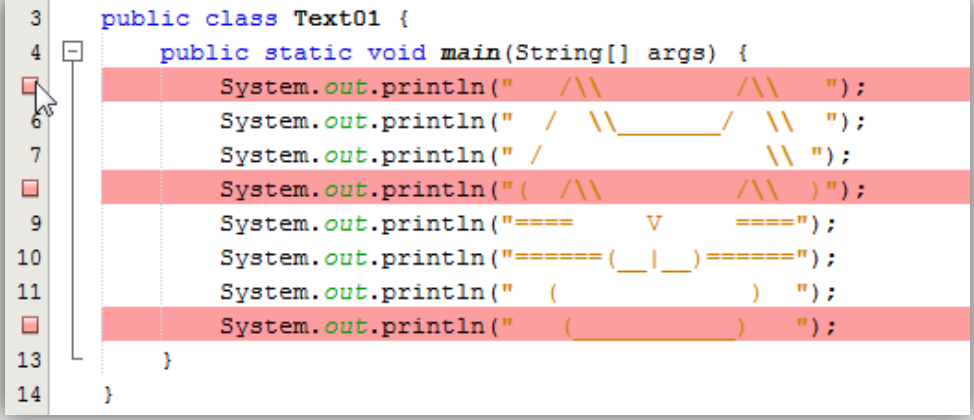 3 public class Text01 {
4     public static void main(String[] args) {
        System.out.println("   /\\         /\\   ");
6         System.out.println("  /  \\_______/  \\  ");
7         System.out.println(" /               \\ ");
        System.out.println("(  /\\         /\\  )");
9         System.out.println("====     V     ====");
10         System.out.println("======(__|__)======");
11         System.out.println("  (             )  ");
        System.out.println("   (___________)   ");
13     }
14 }